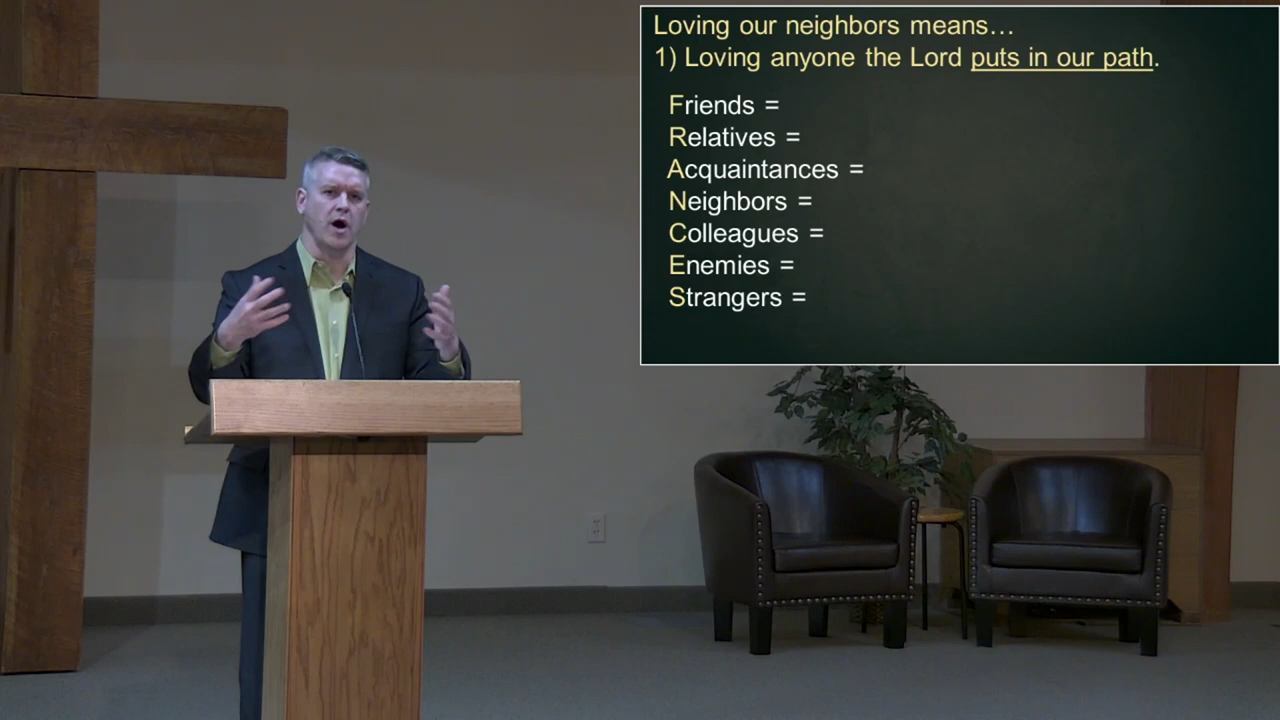 Loving our neighbors means…
1) Loving anyone the Lord puts in our path.
Friends =
Relatives =
Acquaintances =
Neighbors =
Colleagues =
Enemies =
Strangers =